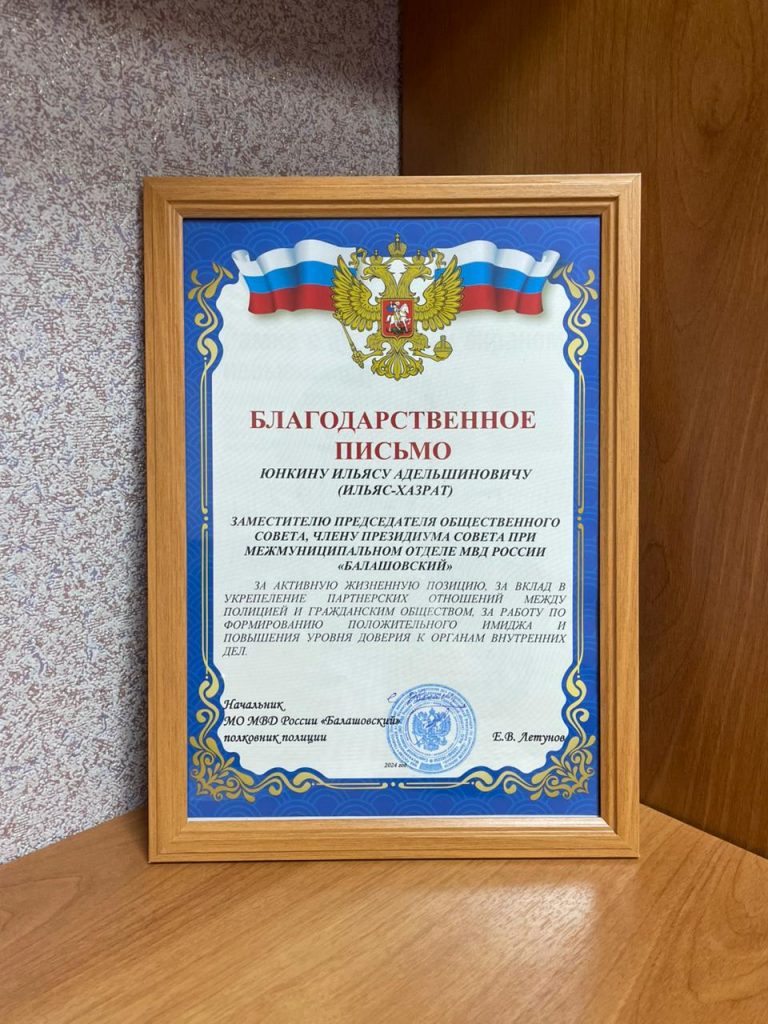 БЛАГОДАРСТВЕННОЕ
ПИСЬМО
ЮНКИНУ ИЛЬЯСУ АДЕЛЬШИНОВИЧУ
(ИЛЬЯС-ХАЗРАТ)
ЗАМЕСТИТЕЛЮ ПРЕДСЕДАТЕЛЯ ОБЩЕСТВЕННОГО
СОВЕТА, ЧЛЕНУ ПРЕЗИДИУМА СОВЕТА ПРИ
МЕЖМУНИЦИПАЛЬНОМ ОТДЕЛЕ МВД РОССИИ
«БАЛАШОВСКИЙ»
ЗА АКТИВНУЮ ЖИЗНЕННУЮ ПОЗИЦИЮ, ЗА ВКЛАД В
УКРЕПЕЛЕНИЕ ПАРТНЕРСКИХ ОТНОШЕНИЙ МЕЖДУ
ПОЛИЦИЕЙ И ГРАЖДАНСКИМ ОБЩЕСТВОМ, ЗА РАБОТУ ПО
ФОРМИРОВАНИЮ ПОЛОЖИТЕЛЬНОГО ИМИДЖА И
ПОВЫШЕНИЯ УРОВНЯ ДОВЕРИЯ К ОРГАНАМ ВНУТРЕННИХ
ДЕЛ.
Начальник
МО МВД России «Балашовский»
полковник полиции Е.В. Летунов
2024 год